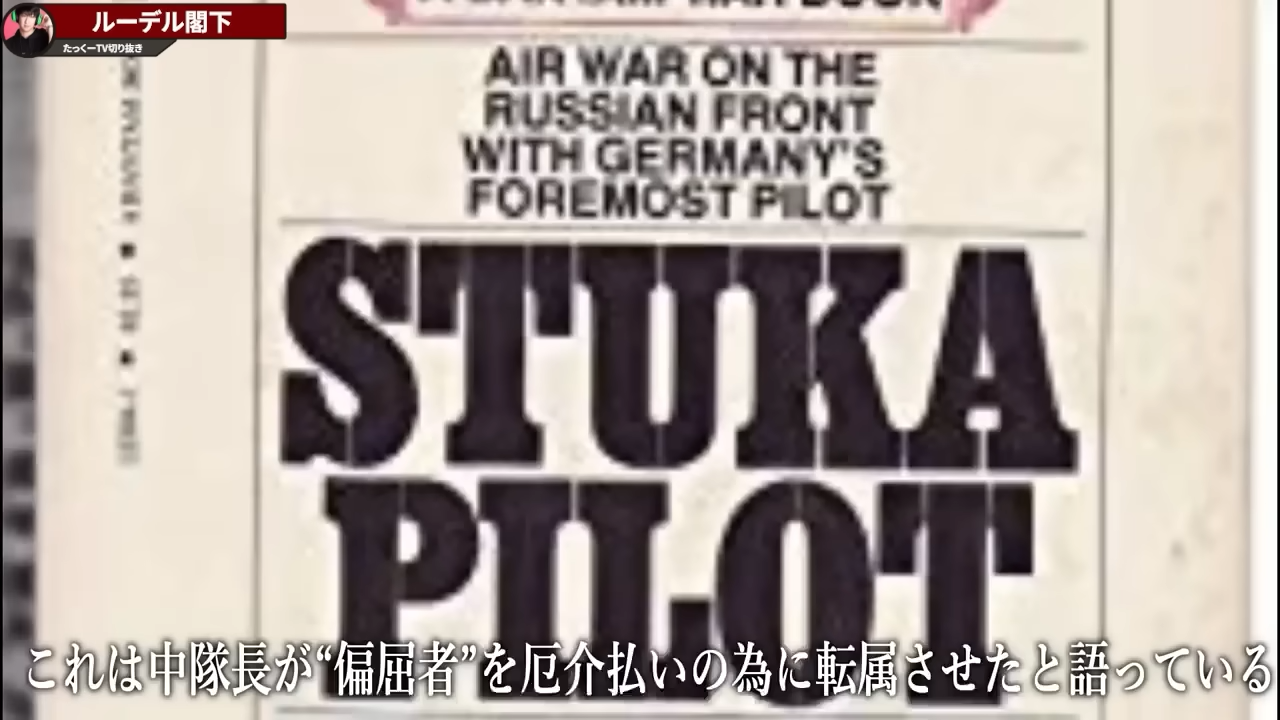 ルーデル閣下
たっくーTV切り抜き
AIR WAR ON THE
RUSSIAN FRONT
WITH GERMANY'S
FOREMOST PILOT
STUKA
PILOT
これは中隊長が“偏屈者”を厄介払いの為に転属させたと語っている